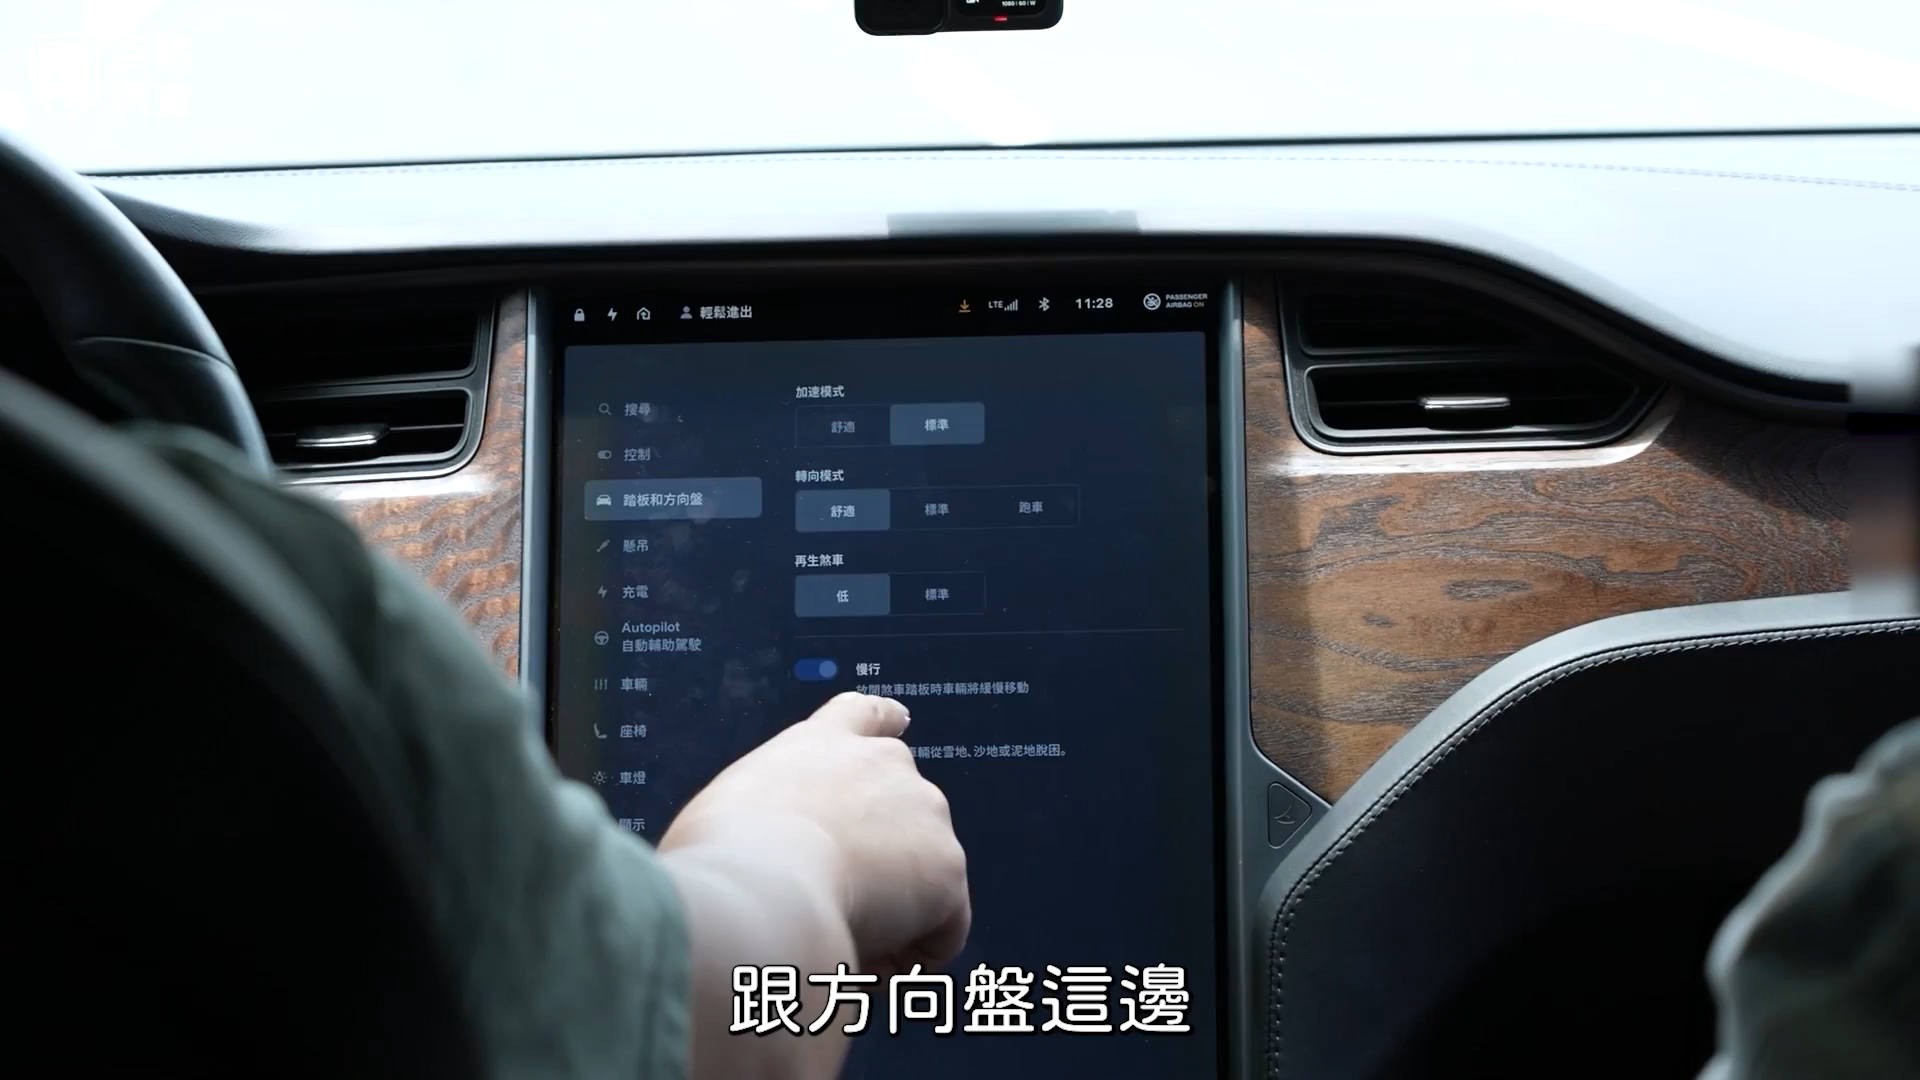 1080|60|W
輕鬆進出
LTE
11:28
PASSENGER
AIRBAG ON
搜尋
控制
踏板和方向盤
懸吊
充電
Autopilot
自動輔助駕駛
車輛
座椅
車燈
顯示
加速模式
舒適 標準
轉向模式
舒適 標準 跑車
再生煞車
低 標準
慢行
放開煞車踏板時車輛將緩慢移動
車輛從雪地、沙地或泥地脫困。
跟方向盤這邊